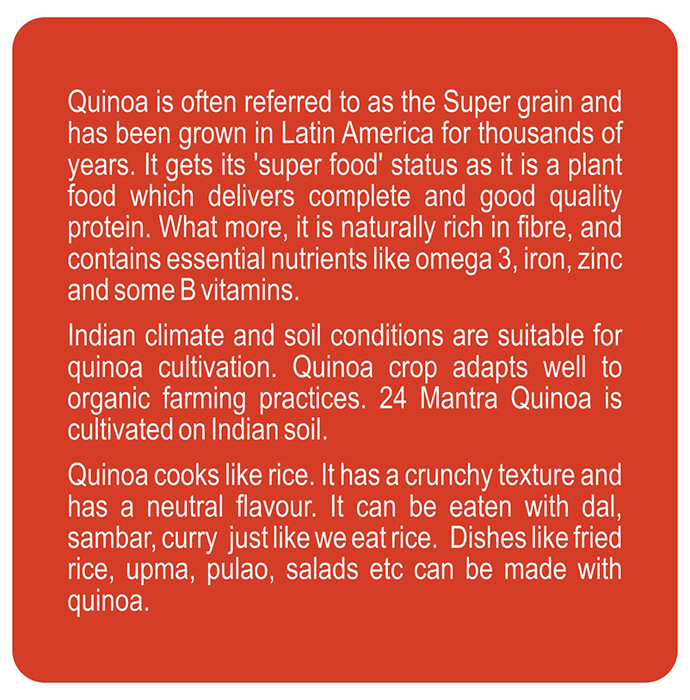 Quinoa is often referred to as the Super grain and
has been grown in Latin America for thousands of
years. It gets its 'super food' status as it is a plant
food which delivers complete and good quality
protein. What more, it is naturally rich in fibre, and
contains essential nutrients like omega 3, iron, zinc
and some B vitamins.
Indian climate and soil conditions are suitable for
quinoa cultivation. Quinoa crop adapts well to
organic farming practices. 24 Mantra Quinoa is
cultivated on Indian soil.
Quinoa cooks like rice. It has a crunchy texture and
has a neutral flavour. It can be eaten with dal,
sambar, curry just like we eat rice. Dishes like fried
rice, upma, pulao, salads etc can be made with
quinoa.